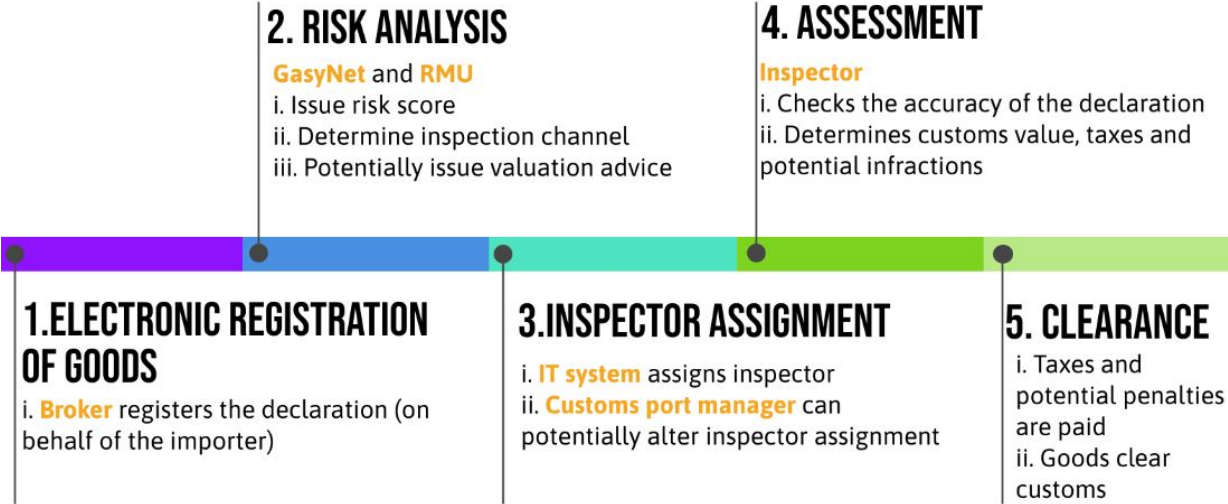 1.ELECTRONIC REGISTRATION
OF GOODS
i. Broker registers the declaration (on
behalf of the importer)
2. RISK ANALYSIS
GasyNet and RMU
i. Issue risk score
ii. Determine inspection channel
iii. Potentially issue valuation advice
3.INSPECTOR ASSIGNMENT
i. IT system assigns inspector
ii. Customs port manager can
potentially alter inspector assignment
4. ASSESSMENT
Inspector
i. Checks the accuracy of the declaration
ii. Determines customs value, taxes and
potential infractions
5. CLEARANCE
i. Taxes and
potential penalties
are paid
ii. Goods clear
customs